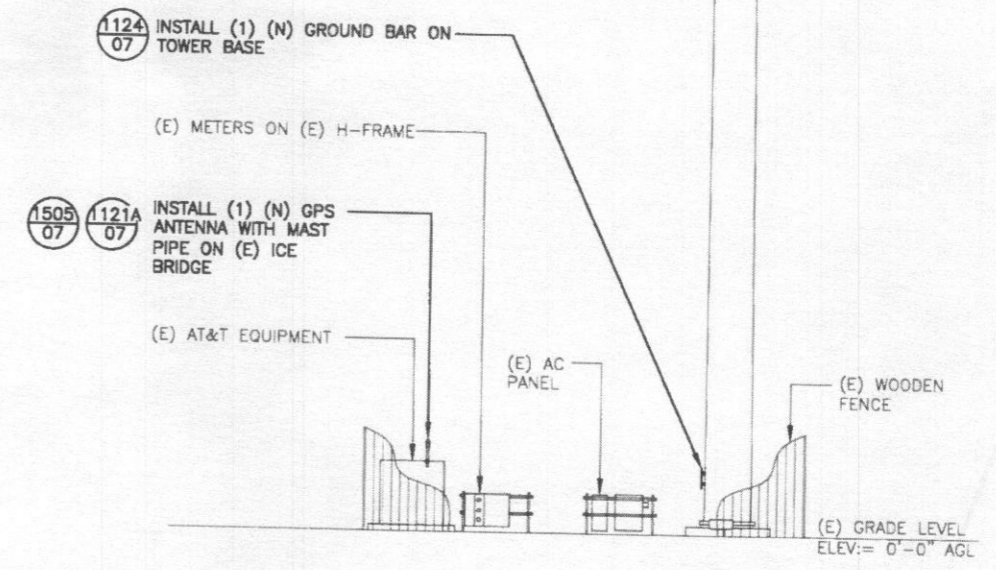 1124
07
INSTALL (1) (N) GROUND BAR ON
TOWER BASE
(E) METERS ON (E) H-FRAME
1505
07
1121A
07
INSTALL (1) (N) GPS
ANTENNA WITH MAST
PIPE ON (E) ICE
BRIDGE
(E) AT&T EQUIPMENT
(E) AC
PANEL
(E) WOODEN
FENCE
(E) GRADE LEVEL
ELEV:= 0'-0" AGL